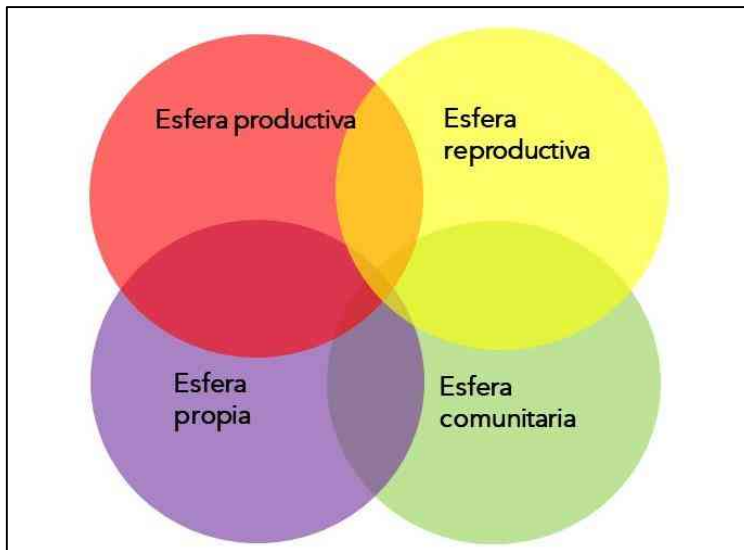 Esfera productiva
Esfera
reproductiva
Esfera
propia
Esfera
comunitaria